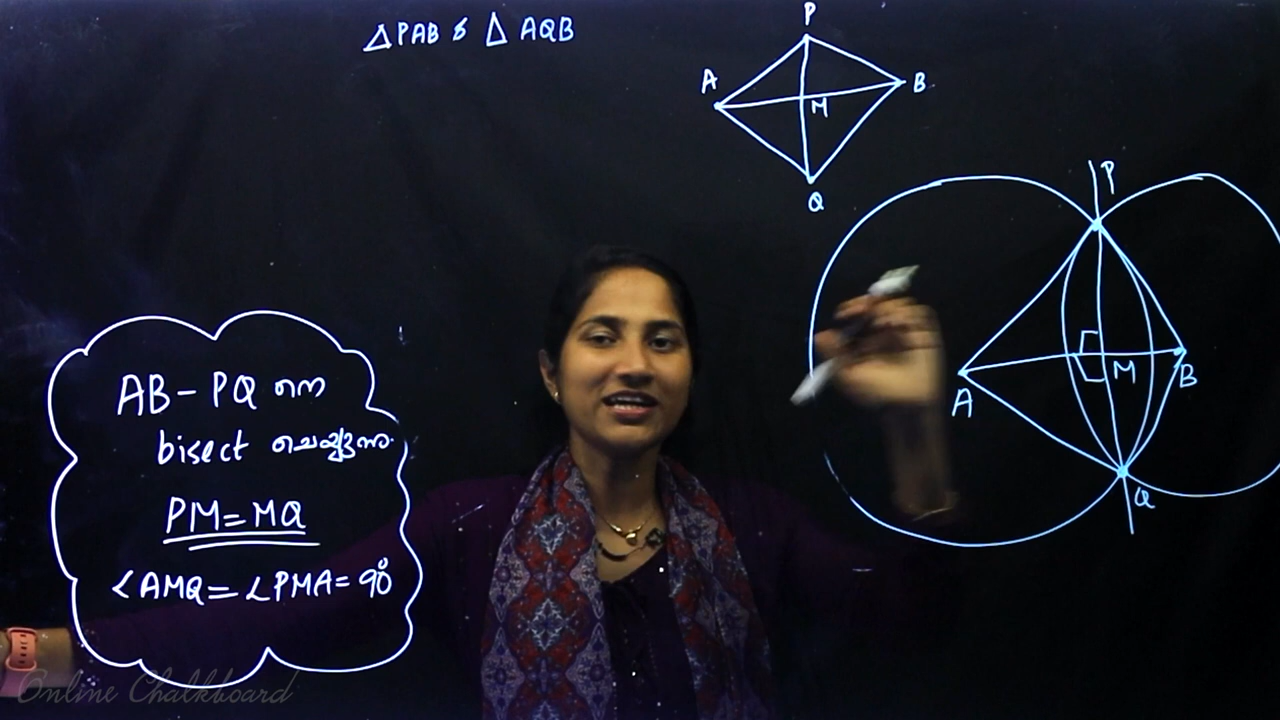 △ PAB & △ AQB
P
A
B
M
Q
P
A
M
B
Q
AB - PQ നെ
bisect ചെയ്യുന്നു.
PM = MQ
∠AMQ = ∠PMA = 90°
Online Chalkboard